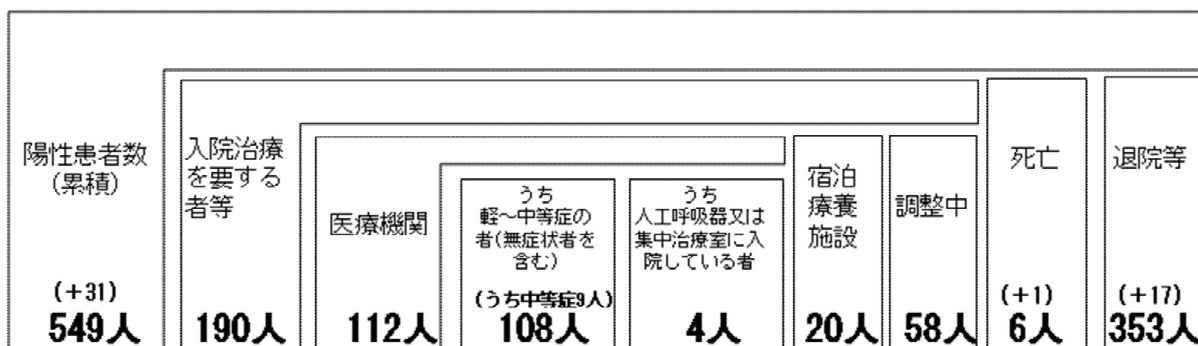 陽性患者数
(累積)
(+31)
549人
入院治療
を要する
者等
190人
医療機関
112人
うち
軽～中等症の
者(無症状者を
含む)
(うち中等症9人)
108人
うち
人工呼吸器又は
集中治療室に入
院している者
4人
宿泊
療養
施設
20人
調整中
58人
死亡
(+1)
6人
退院等
(+17)
353人